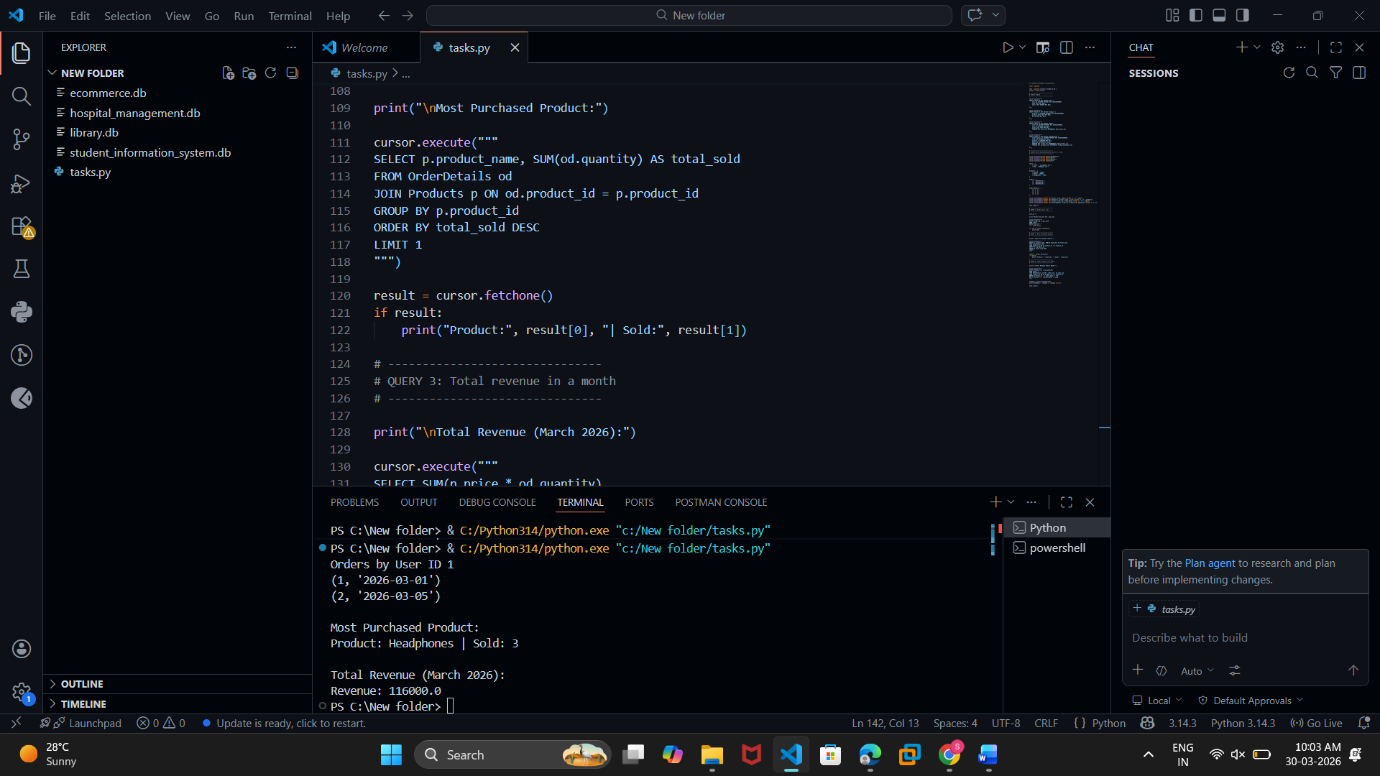 File Edit Selection View Go Run Terminal Help
New folder
EXPLORER
NEW FOLDER
ecommerce.db
hospital_management.db
library.db
student_information_system.db
tasks.py
OUTLINE
TIMELINE
Welcome
tasks.py
tasks.py > ...
108
109 print("\nMost Purchased Product:")
110
111 cursor.execute("""
112 SELECT p.product_name, SUM(od.quantity) AS total_sold
113 FROM OrderDetails od
114 JOIN Products p ON od.product_id = p.product_id
115 GROUP BY p.product_id
116 ORDER BY total_sold DESC
117 LIMIT 1
118 """)
119
120 result = cursor.fetchone()
121 if result:
122 print("Product:", result[0], "| Sold:", result[1])
123
124 # -------------------------------
125 # QUERY 3: Total revenue in a month
126 # -------------------------------
127
128 print("\nTotal Revenue (March 2026):")
129
130 cursor.execute("""
131 SELECT SUM(p.price * od.quantity)
PROBLEMS OUTPUT DEBUG CONSOLE TERMINAL PORTS POSTMAN CONSOLE
PS C:\New folder> & C:/Python314/python.exe "c:/New folder/tasks.py"
PS C:\New folder> & C:/Python314/python.exe "c:/New folder/tasks.py"
Orders by User ID 1
(1, '2026-03-01')
(2, '2026-03-05')
Most Purchased Product:
Product: Headphones | Sold: 3
Total Revenue (March 2026):
Revenue: 116000.0
PS C:\New folder>
Python
powershell
CHAT
SESSIONS
Tip: Try the Plan agent to research and plan
before implementing changes.
tasks.py
Describe what to build
Auto
Local Default Approvals
Launchpad 0 0 Update is ready, click to restart.
Ln 142, Col 13 Spaces: 4 UTF-8 CRLF { } Python 3.14.3 Python 3.14.3 Go Live
28°C
Sunny
Search
ENG
IN
10:03 AM
30-03-2026